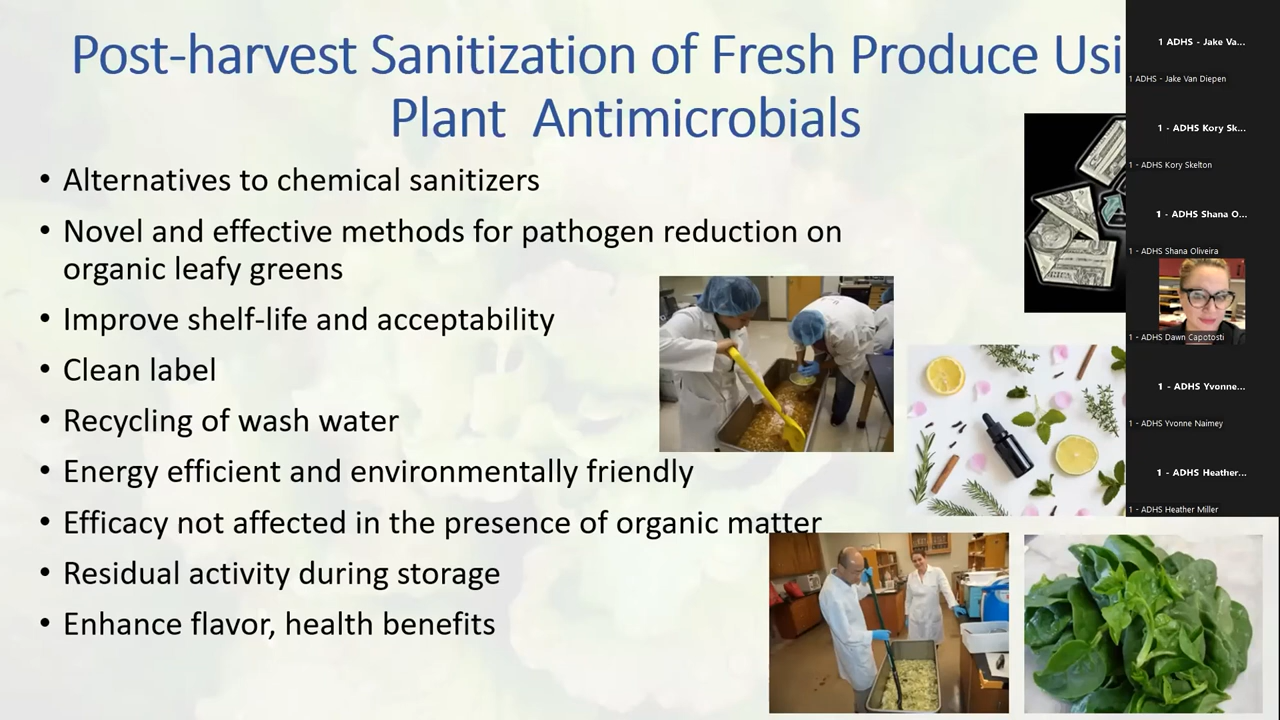 Post-harvest Sanitization of Fresh Produce Usi
Plant Antimicrobials
• Alternatives to chemical sanitizers
• Novel and effective methods for pathogen reduction on
organic leafy greens
• Improve shelf-life and acceptability
• Clean label
• Recycling of wash water
• Energy efficient and environmentally friendly
• Efficacy not affected in the presence of organic matter
• Residual activity during storage
• Enhance flavor, health benefits
1 ADHS - Jake Va...
1 ADHS - Jake Van Diepen
1 - ADHS Kory Sk...
1 - ADHS Kory Skelton
1 - ADHS Shana O...
1 - ADHS Shana Oliveira
1 - ADHS Dawn Capotosti
1 - ADHS Yvonne...
1 - ADHS Yvonne Naimey
1 - ADHS Heather...
1 - ADHS Heather Miller